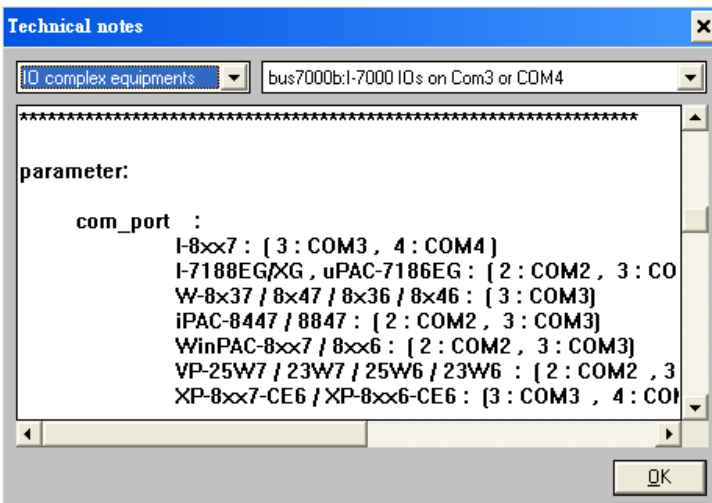 Technical notes
IO complex equipments
bus7000b:I-7000 IOs on Com3 or COM4
******************************************************************
parameter:
com_port :
I-8xx7 : ( 3 : COM3 , 4 : COM4 )
I-7188EG/XG , uPAC-7186EG : ( 2 : COM2 , 3 : CO
W-8x37 / 8x47 / 8x36 / 8x46 : ( 3 : COM3)
iPAC-8447 / 8847 : ( 2 : COM2 , 3 : COM3)
WinPAC-8xx7 / 8xx6 : ( 2 : COM2 , 3 : COM3)
VP-25W7 / 23W7 / 25W6 / 23W6 : ( 2 : COM2 , 3
XP-8xx7-CE6 / XP-8xx6-CE6 : (3 : COM3 , 4 : CO
OK